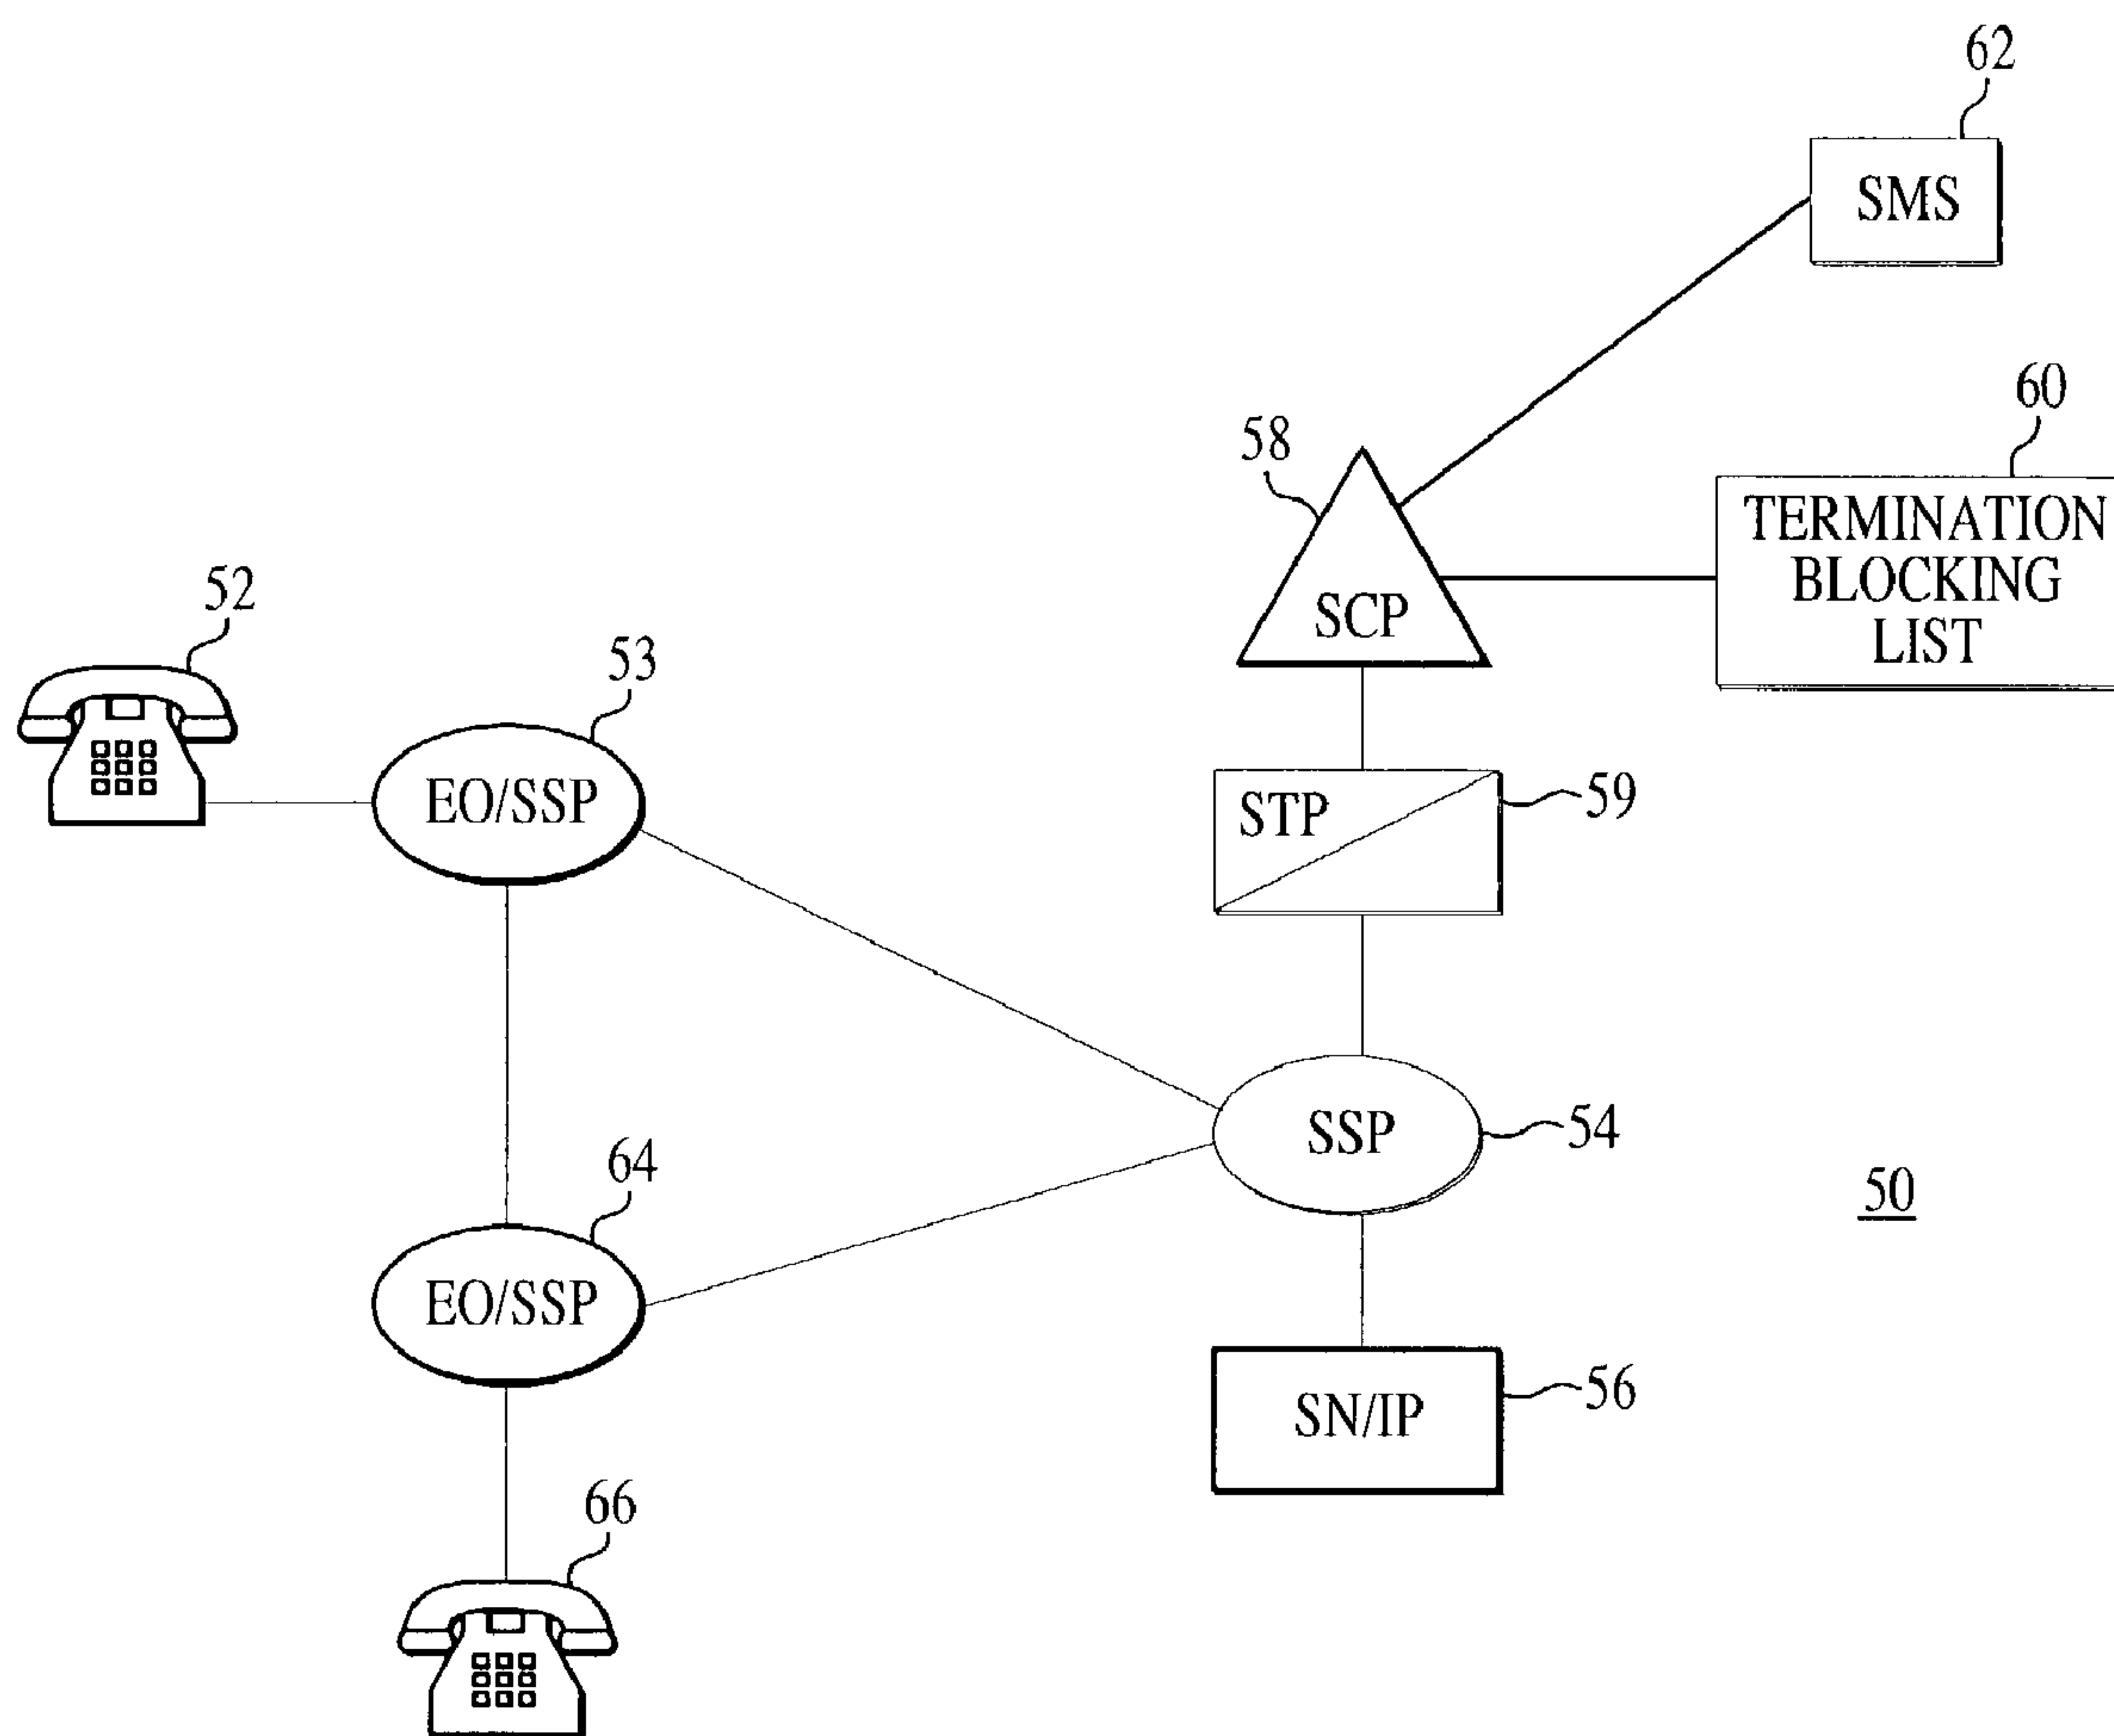 62
SMS
60
58
TERMINATION
BLOCKING
LIST
SCP
52
53
EO/SSP
STP
59
SSP
54
64
50
EO/SSP
SN/IP
56
66